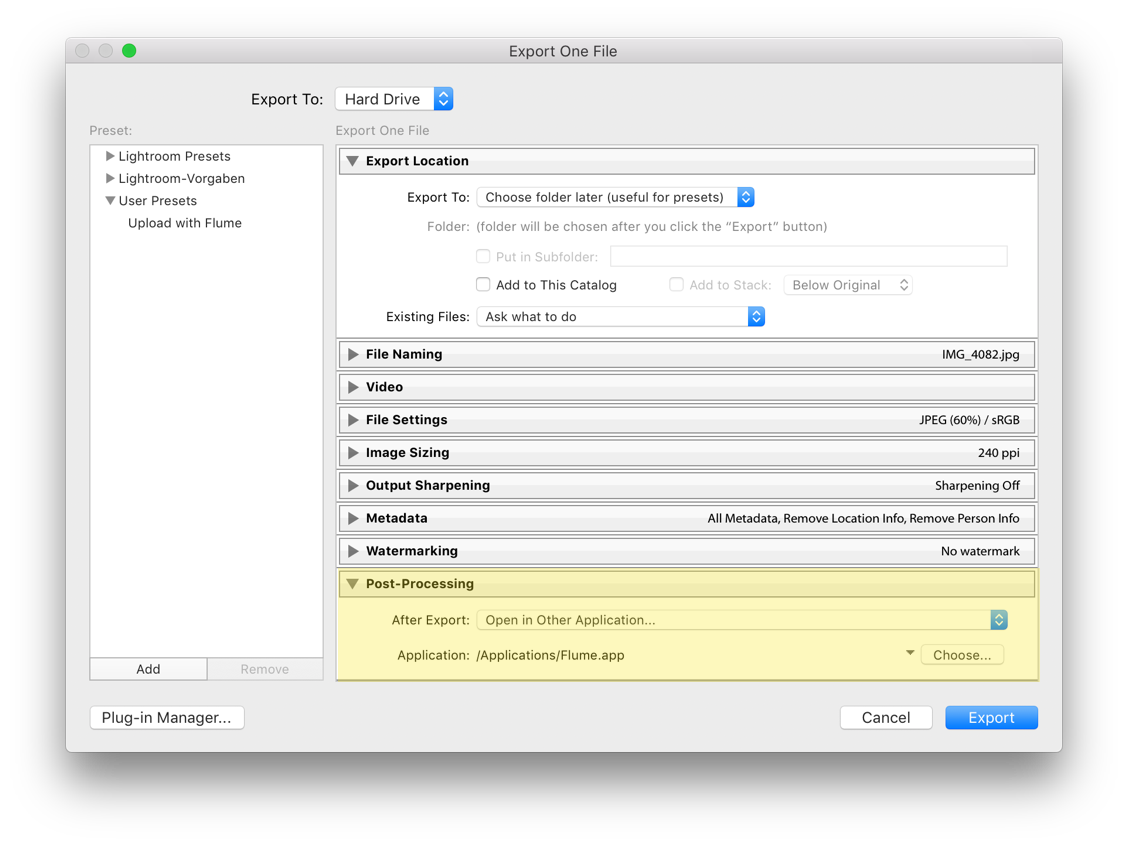 Export One File
Export To: Hard Drive
Preset:
Export One File
Lightroom Presets
Lightroom-Vorgaben
User Presets
Upload with Flume
Add
Remove
Export Location
Export To: Choose folder later (useful for presets)
Folder: (folder will be chosen after you click the “Export” button)
Put in Subfolder:
Add to This Catalog Add to Stack: Below Original
Existing Files: Ask what to do
File Naming IMG_4082.jpg
Video
File Settings JPEG (60%) / sRGB
Image Sizing 240 ppi
Output Sharpening Sharpening Off
Metadata All Metadata, Remove Location Info, Remove Person Info
Watermarking No watermark
Post-Processing
After Export: Open in Other Application...
Application: /Applications/Flume.app Choose...
Plug-in Manager... Cancel Export